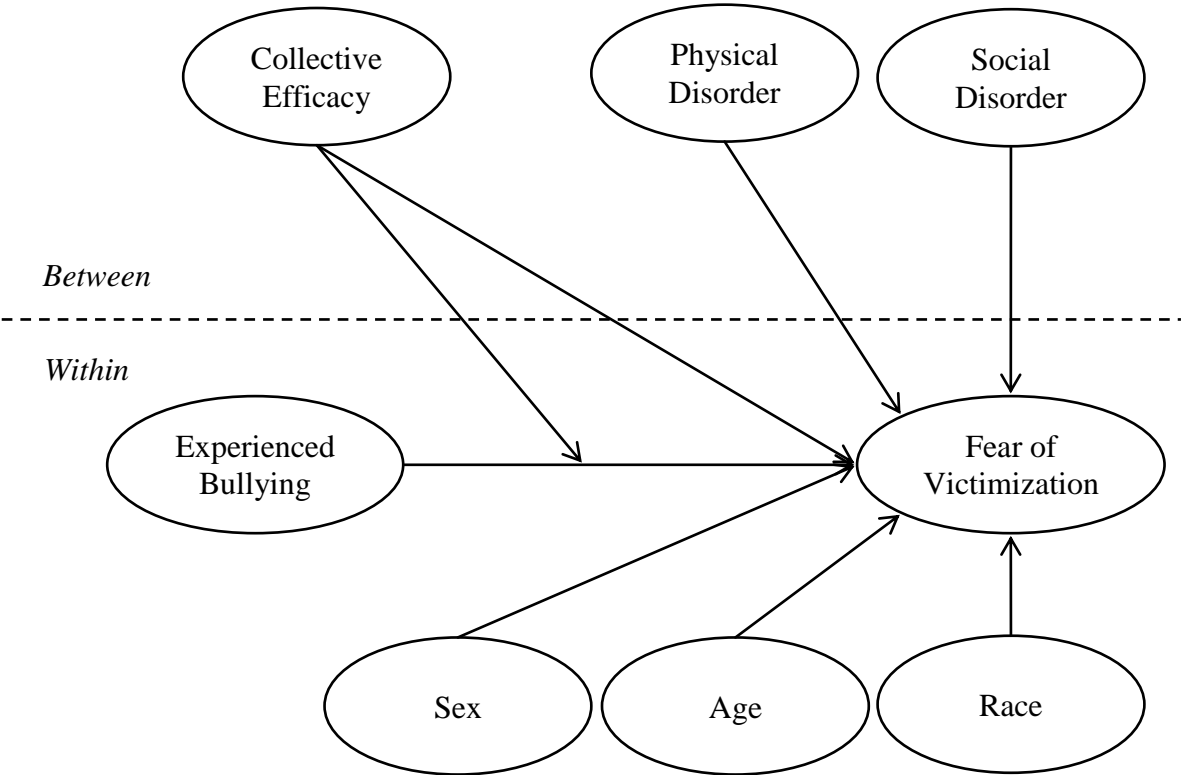 Collective
Efficacy
Physical
Disorder
Social
Disorder
Between
Within
Experienced
Bullying
Fear of
Victimization
Sex
Age
Race